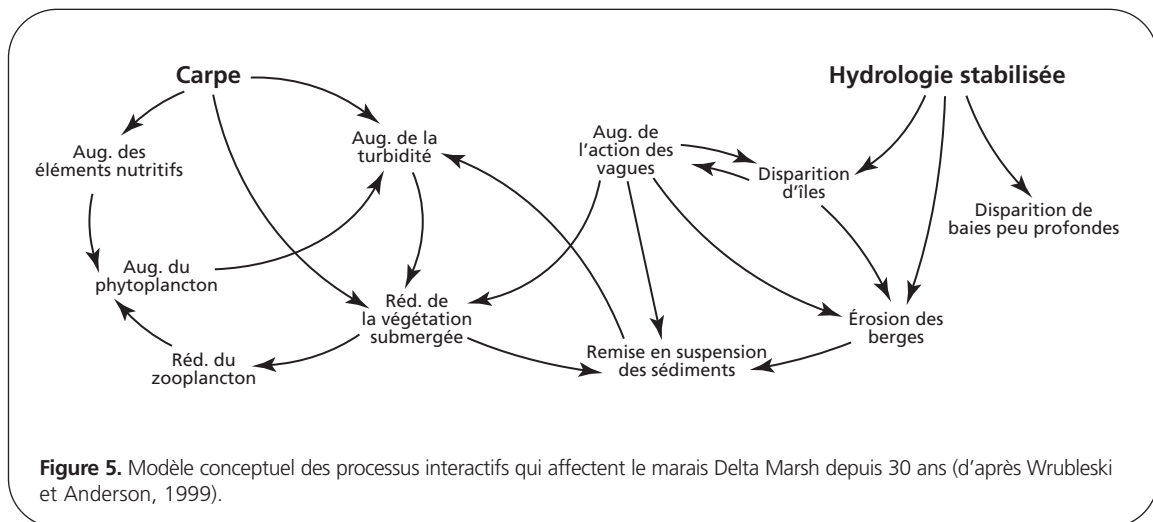 Carpe
Hydrologie stabilisée
Aug. des
éléments nutritifs
Aug. de la
turbidité
Aug. de
l'action des
vagues
Disparition
d'îles
Disparition de
baies peu profondes
Aug. du
phytoplancton
Réd. de
la végétation
submergée
Érosion des
berges
Réd. du
zooplancton
Remise en suspension
des sédiments
Figure 5. Modèle conceptuel des processus interactifs qui affectent le marais Delta Marsh depuis 30 ans (d'après Wrubleski
et Anderson, 1999).